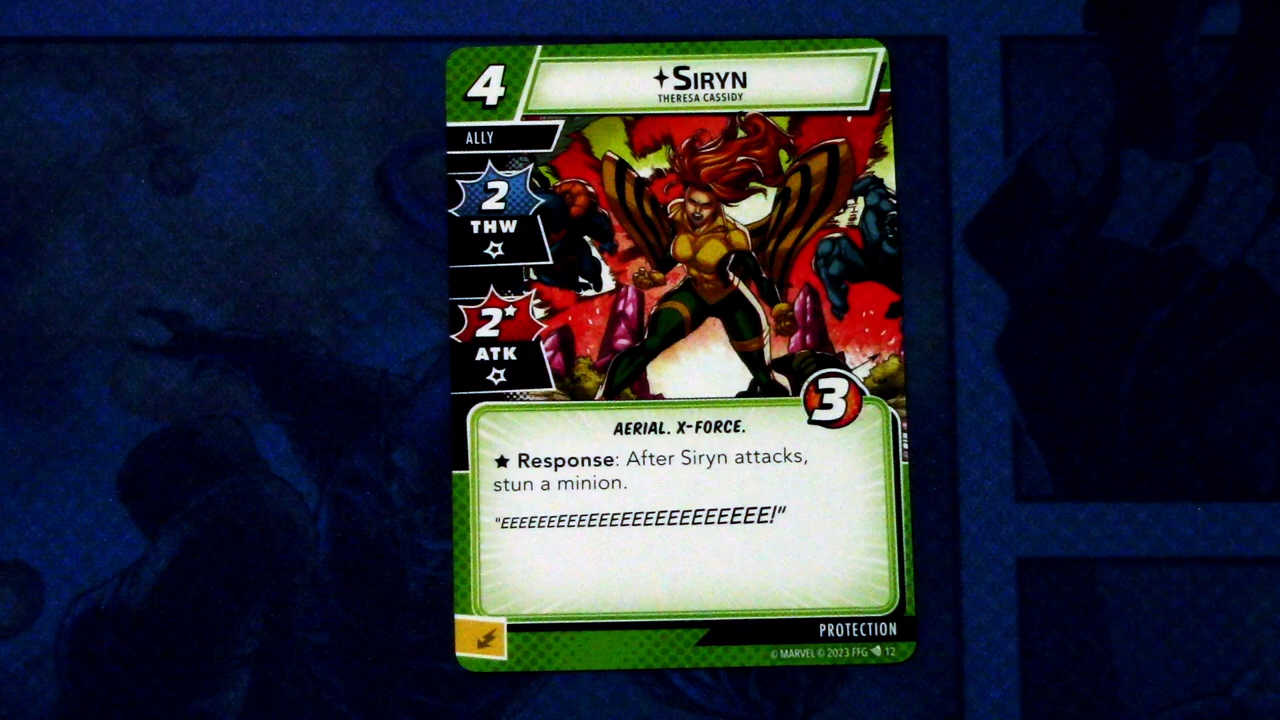 4
SIRYN
THERESA CASSIDY
ALLY
2
THW
2
ATK
3
AERIAL. X-FORCE.
★ Response: After Siryn attacks,
stun a minion.
"EEEEEEEEEEEEEEEEEEEEEEEEE!"
PROTECTION
© MARVEL © 2023 FFG 12